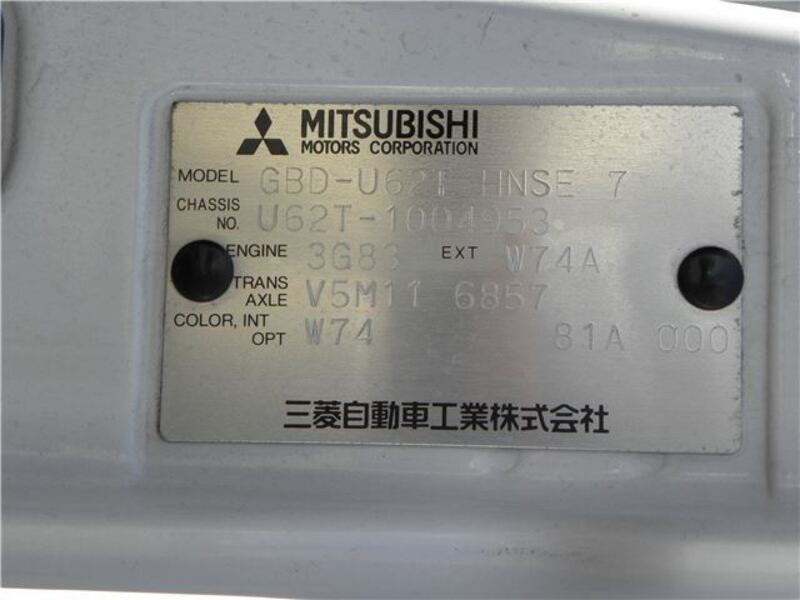 MITSUBISHI
MOTORS CORPORATION
MODEL GBD-U62T HNSE 7
CHASSIS NO. U62T-1004953
ENGINE 3G83 EXT W74A
TRANS AXLE V5M11 6857
COLOR, INT OPT W74 81A 000
三菱自動車工業株式会社